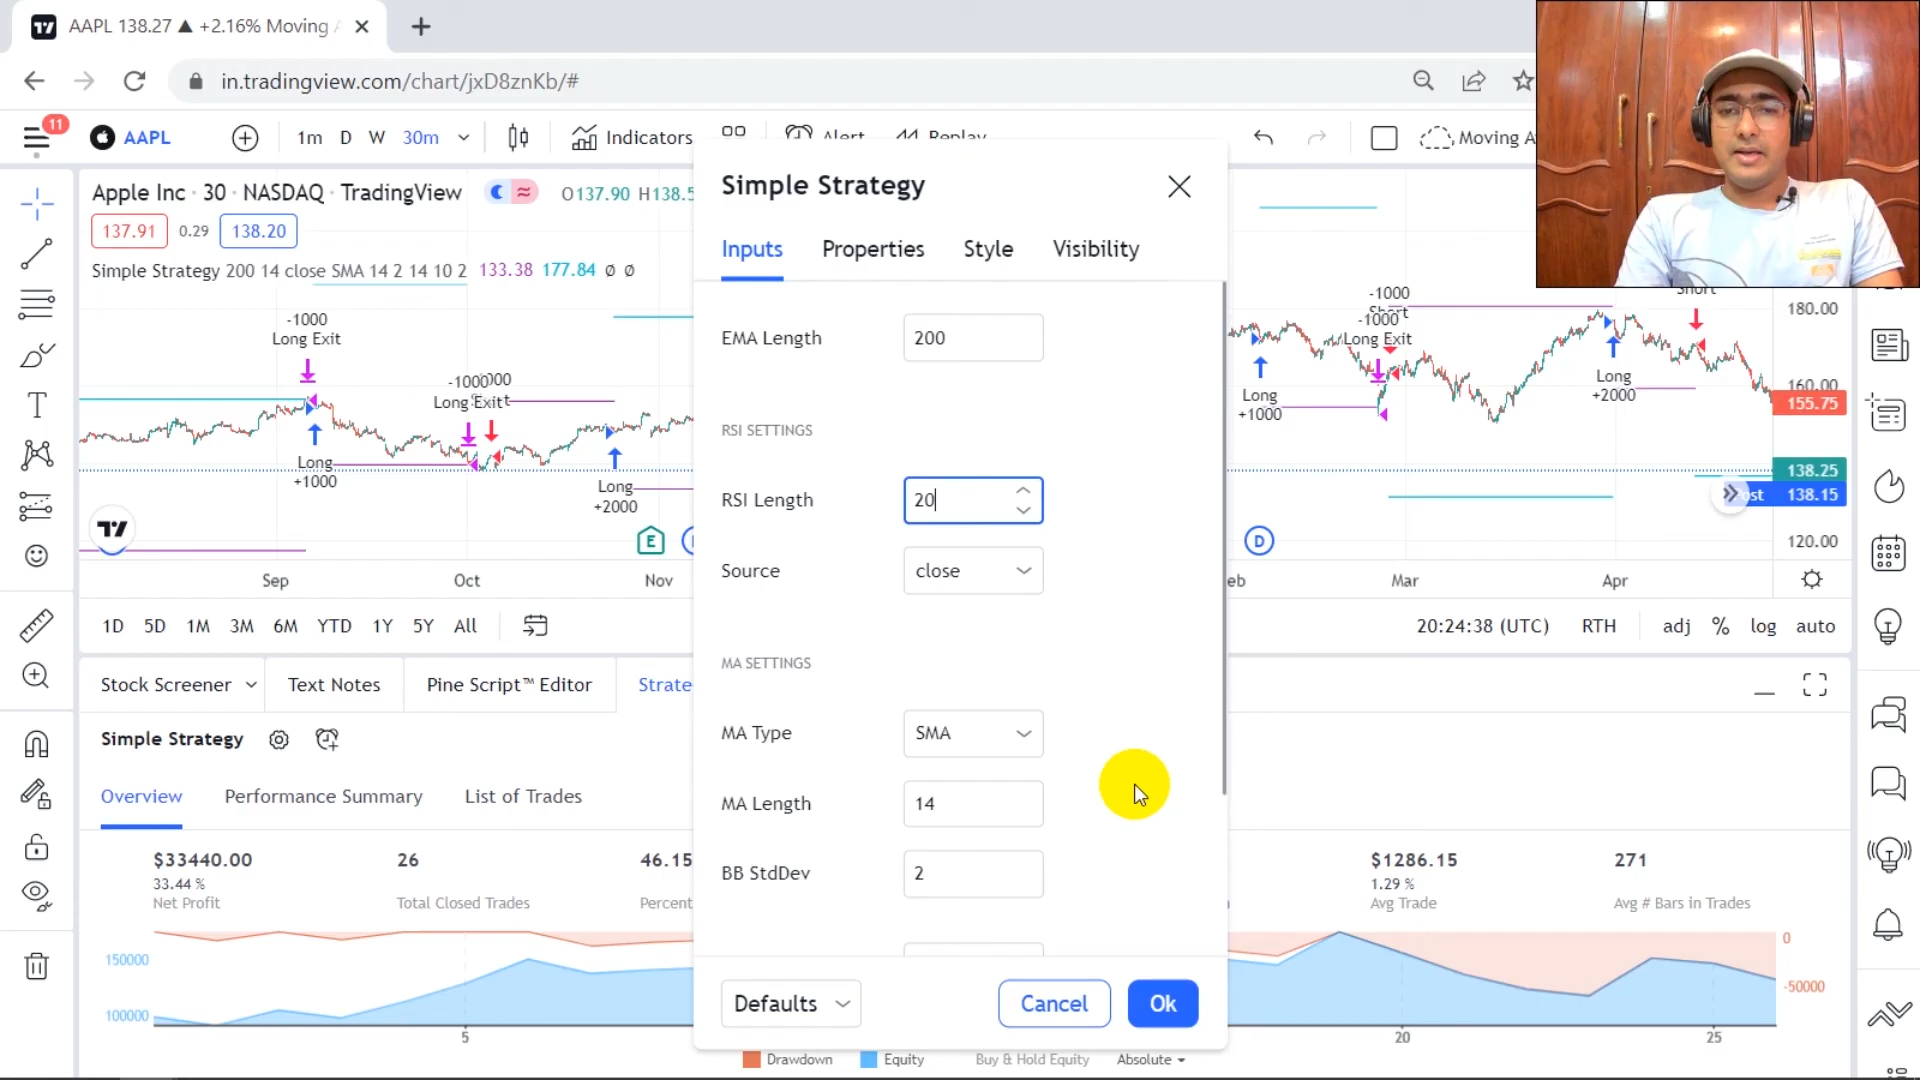 AAPL 138.27 ▲ +2.16% Moving
in.tradingview.com/chart/jxD8znKb/#
11
AAPL
1m D W 30m
Indicators
Alert
Replay
Moving A
Apple Inc · 30 · NASDAQ · TradingView
O137.90 H138.5
137.91 0.29 138.20
Simple Strategy 200 14 close SMA 14 2 14 10 2 133.38 177.84 ∅ ∅
-1000
Long Exit
Long
+1000
Long Exit
Long
+2000
E
Sep Oct Nov
Simple Strategy
Inputs Properties Style Visibility
EMA Length 200
RSI SETTINGS
RSI Length 20
Source close
MA SETTINGS
MA Type SMA
MA Length 14
BB StdDev 2
Defaults Cancel Ok
-1000
Short
-1000
Long Exit
Long
+1000
Long
+2000
Short
D
180.00
160.00
155.75
138.25
ost 138.15
120.00
eb Mar Apr
1D 5D 1M 3M 6M YTD 1Y 5Y All
20:24:38 (UTC) RTH adj % log auto
Stock Screener Text Notes Pine Script™ Editor Strate
Simple Strategy
Overview Performance Summary List of Trades
$33440.00
33.44 %
Net Profit
26
Total Closed Trades
46.15
Percent
$1286.15
1.29 %
Avg Trade
271
Avg # Bars in Trades
150000
100000
0
-50000
5 20 25
Drawdown Equity Buy & Hold Equity Absolute